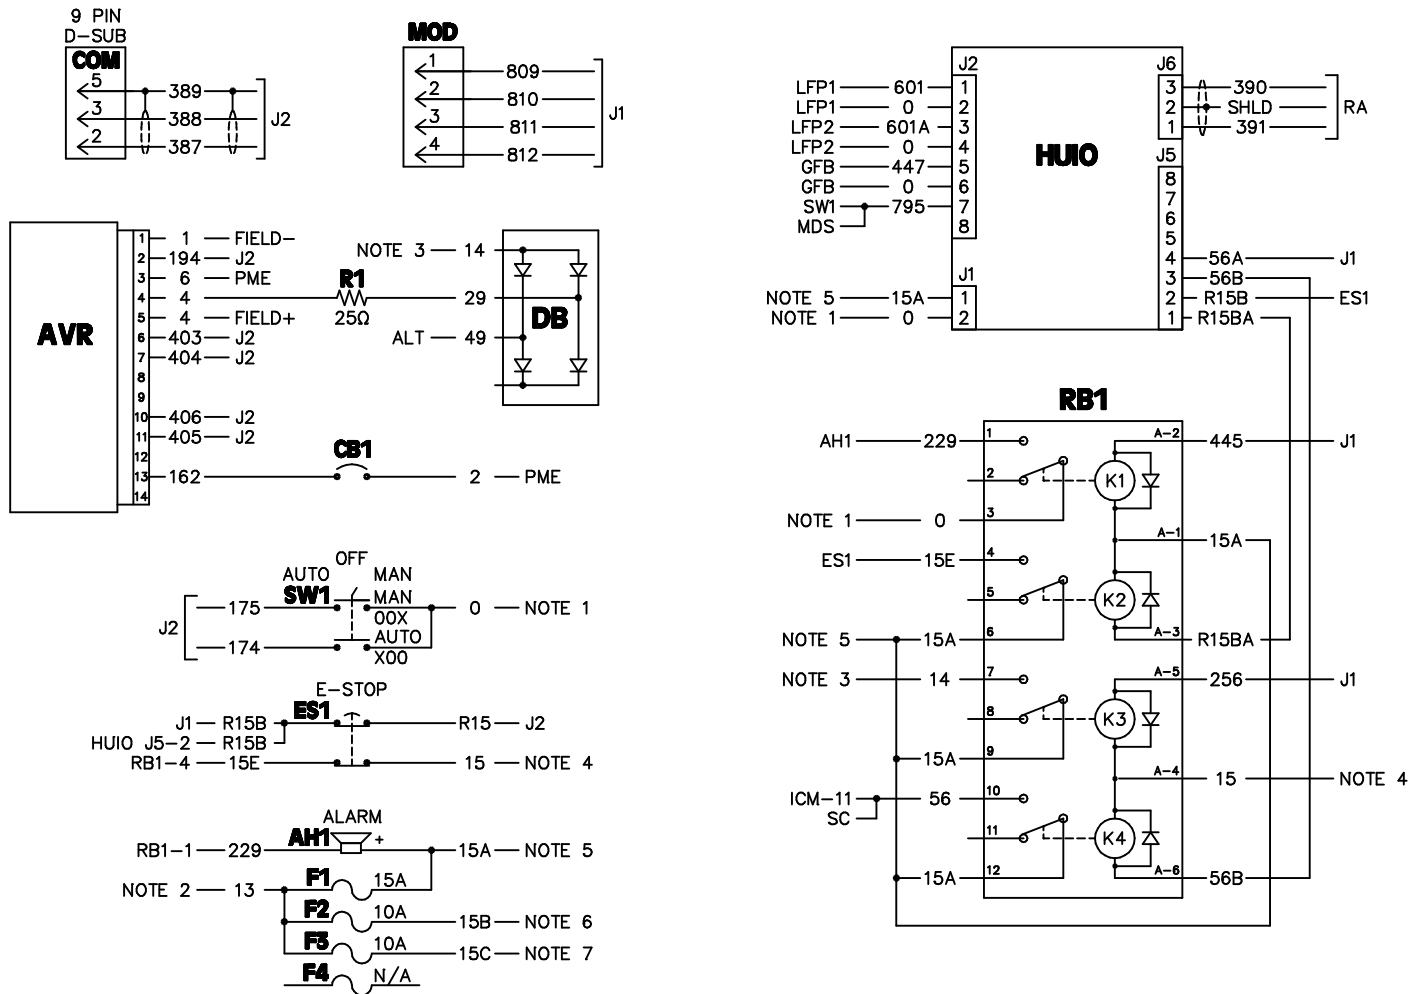 9 PIN
D-SUB
COM
5 389
3 388 J2
2 387
MOD
1 809
2 810
3 811
4 812
J1
HUIO
J2
LFP1 601 1
LFP1 0 2
LFP2 601A 3
LFP2 0 4
GFB 447 5
GFB 0 6
SW1 795 7
MDS 8
J1
NOTE 5 15A 1
NOTE 1 0 2
J6
3 390
2 SHLD RA
1 391
J5
8
7
6
5
4 56A J1
3 56B
2 R15B ES1
1 R15BA
AVR
1 1 FIELD-
2 194 J2
3 6 PME
4 4
5 4 FIELD+
6 403 J2
7 404 J2
8
9
10 406 J2
11 405 J2
12
13 162
14
R1
25Ω
NOTE 3 14
29
ALT 49
DB
CB1
2 PME
OFF
AUTO MAN
SW1 MAN
175 00X 0 NOTE 1
J2
174 AUTO
X00
E-STOP
ES1
J1 R15B R15 J2
HUIO J5-2 R15B
RB1-4 15E 15 NOTE 4
ALARM
AH1 +
RB1-1 229 15A NOTE 5
F1 15A
NOTE 2 13
F2 10A
15B NOTE 6
F3 10A
15C NOTE 7
F4 N/A
RB1
AH1 229 1
2
NOTE 1 0 3
ES1 15E 4
5
NOTE 5 15A 6
NOTE 3 14 7
8
15A 9
ICM-11 56 10
SC
11
15A 12
K1
K2
K3
K4
A-2 445 J1
A-1 15A
A-3 R15BA
A-5 256 J1
A-4 15 NOTE 4
A-6 56B